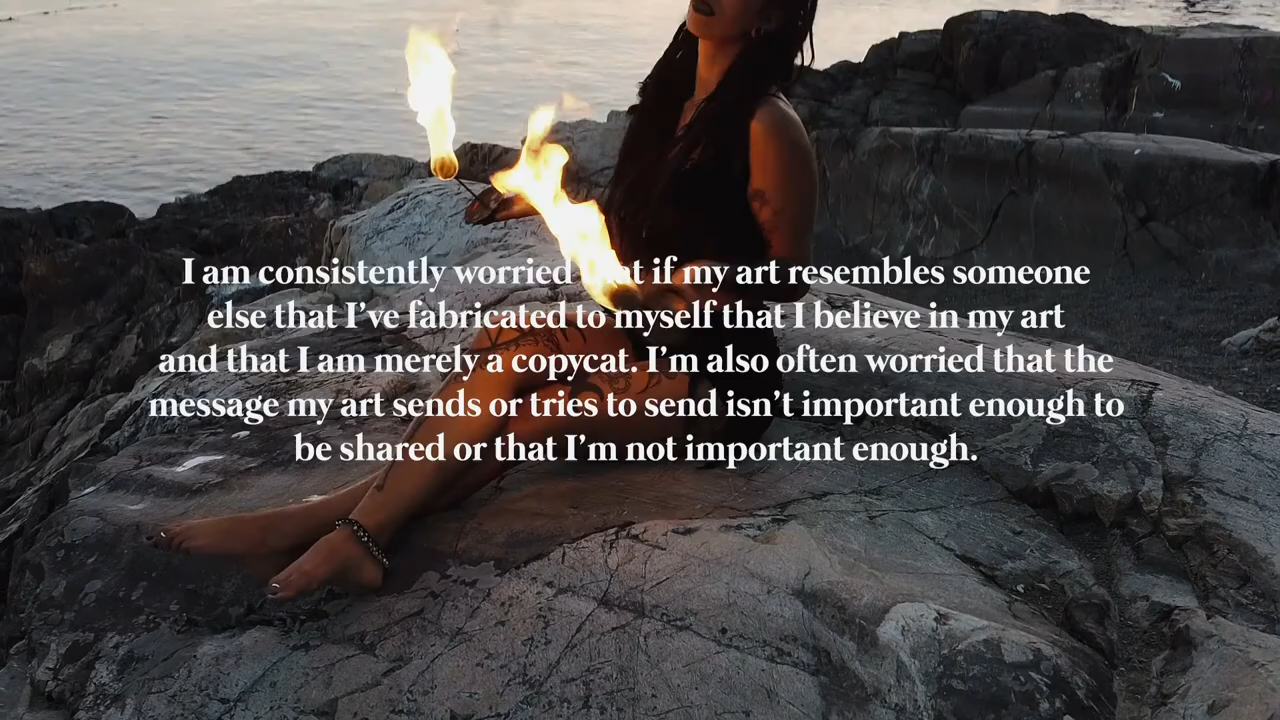 I am consistently worried that if my art resembles someone
else that I’ve fabricated to myself that I believe in my art
and that I am merely a copycat. I’m also often worried that the
message my art sends or tries to send isn’t important enough to
be shared or that I’m not important enough.